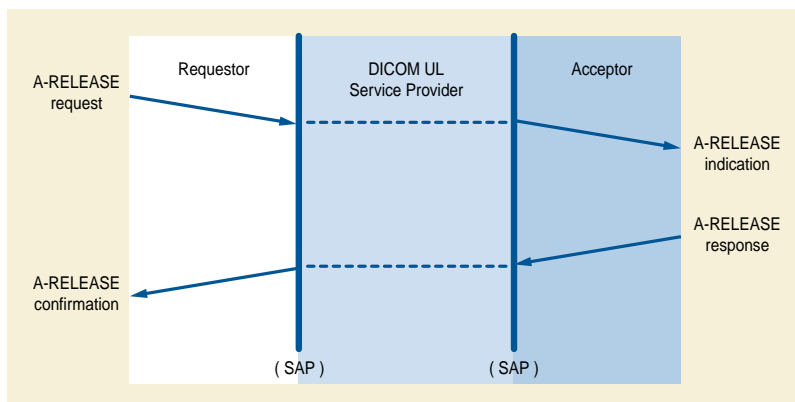 Requestor
DICOM UL
Service Provider
Acceptor
A-RELEASE
request
A-RELEASE
indication
A-RELEASE
response
A-RELEASE
confirmation
( SAP )
( SAP )